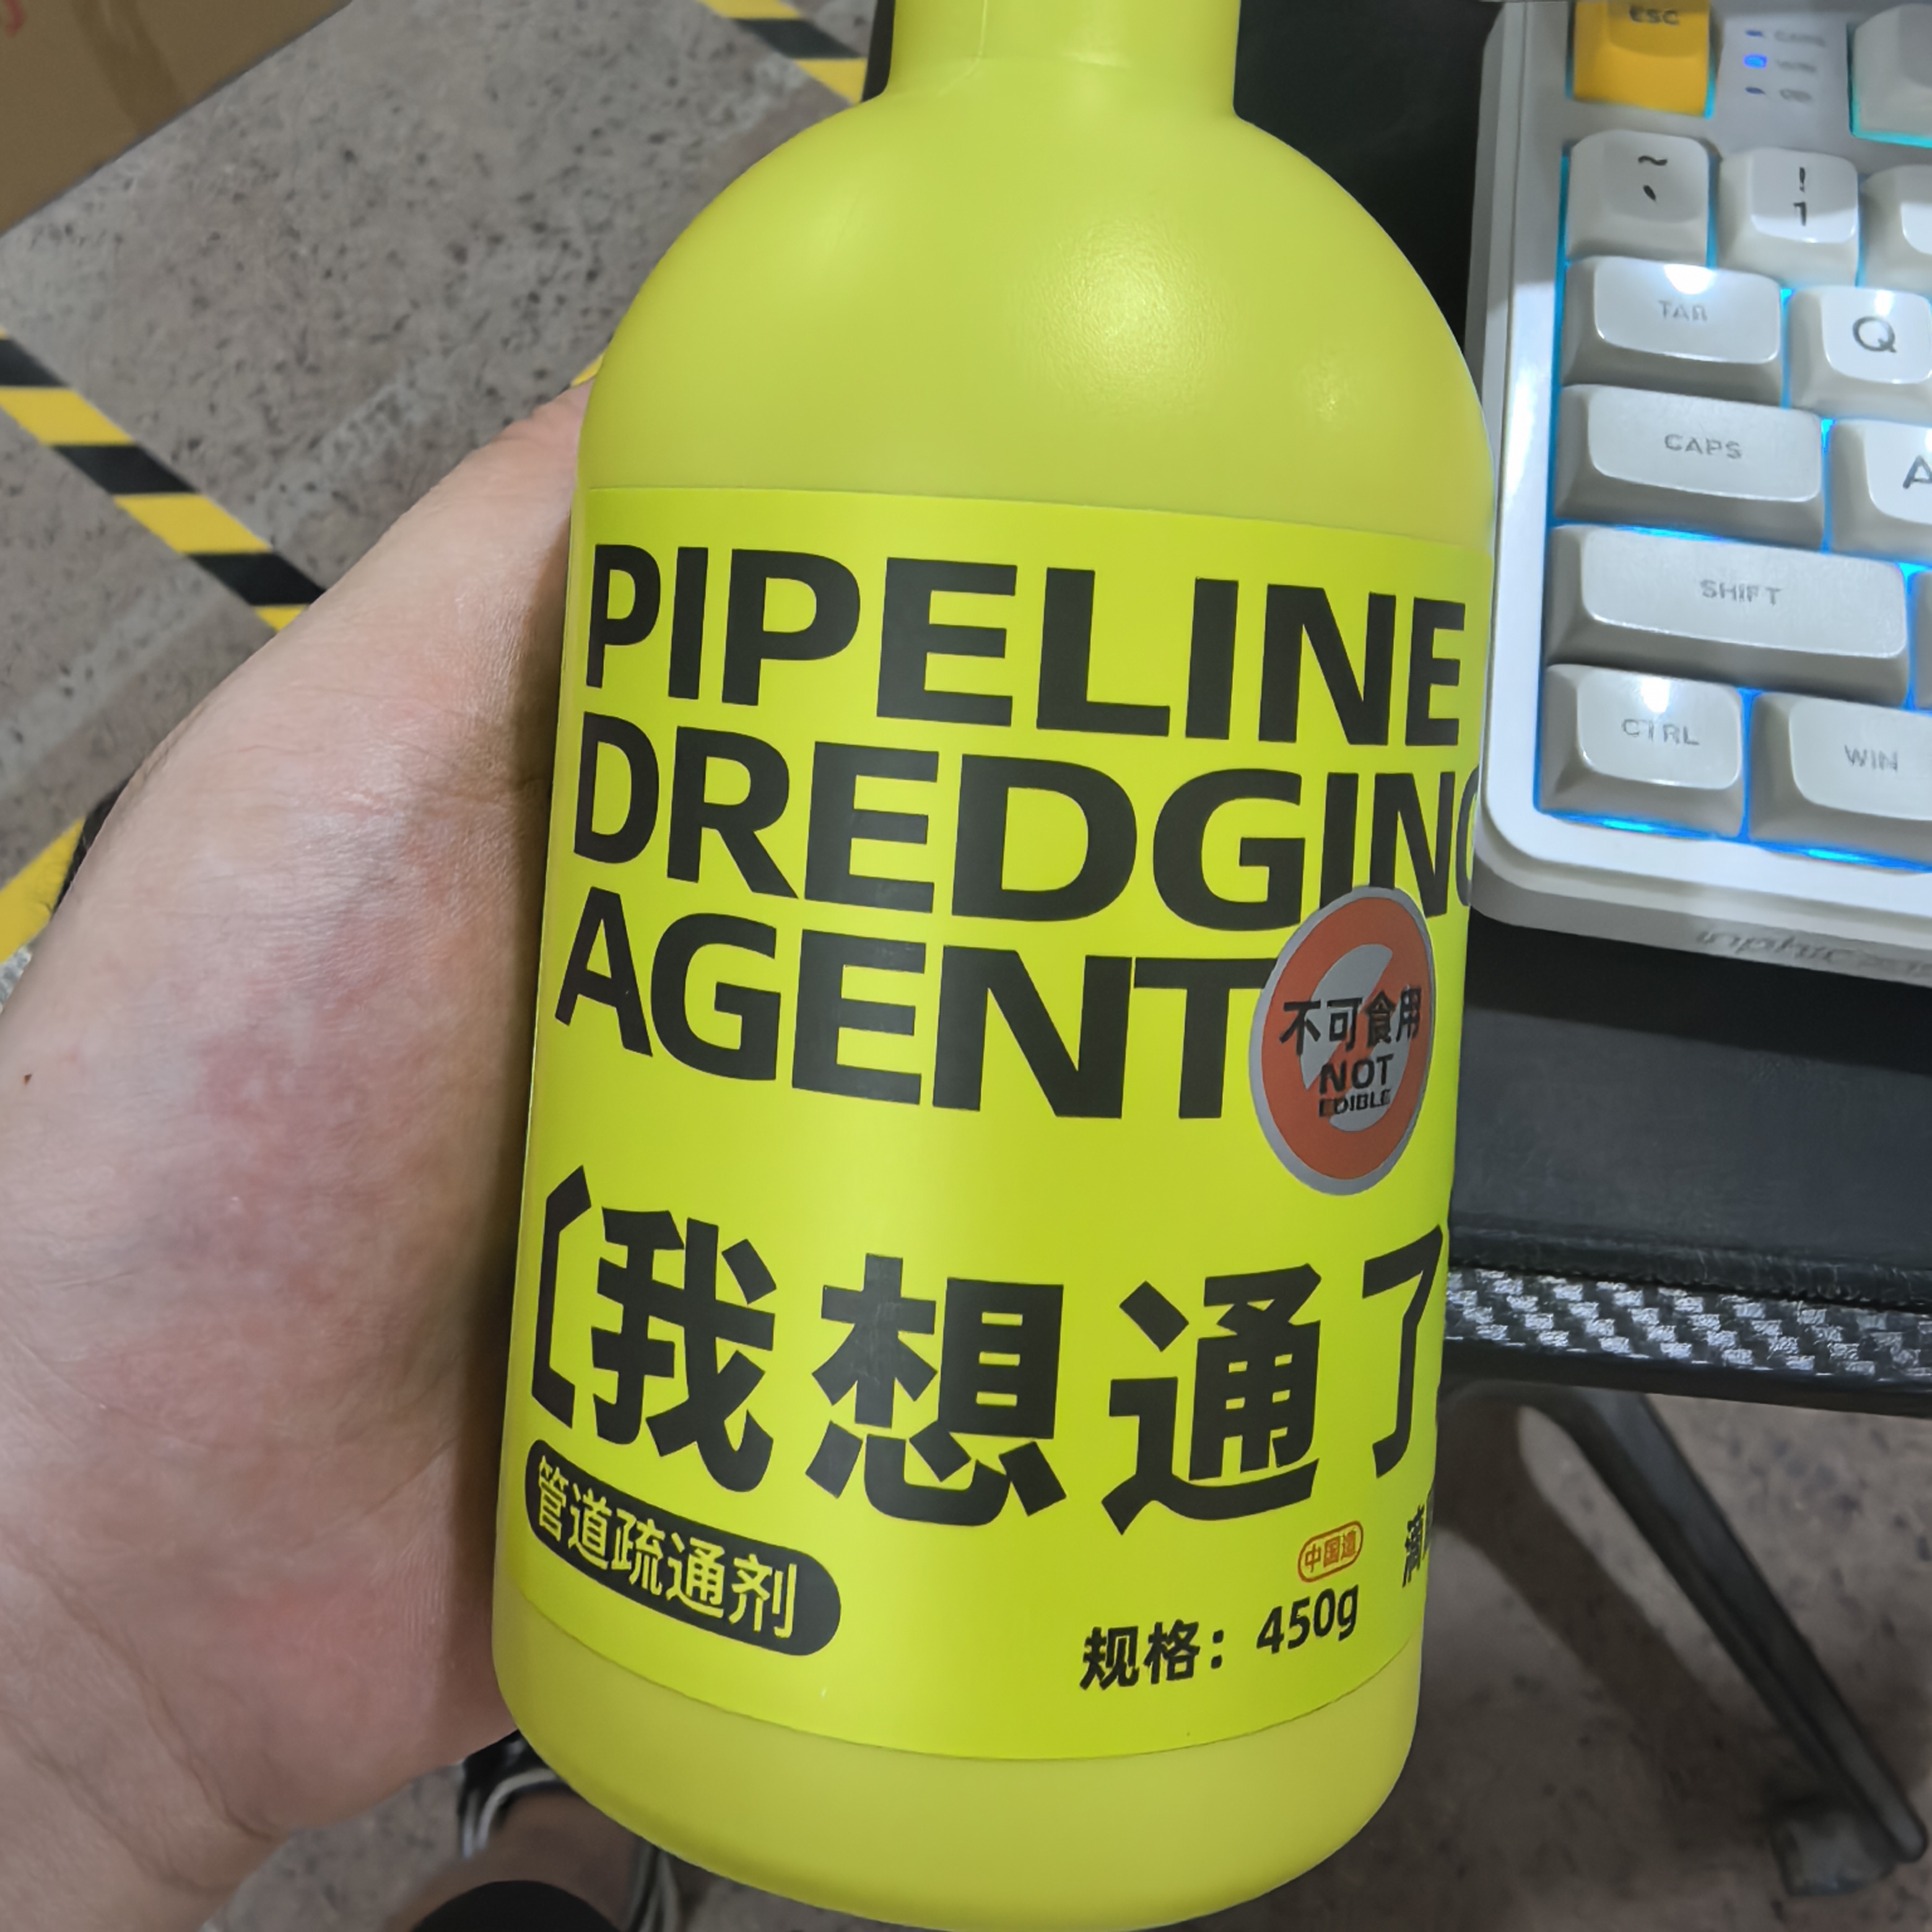 PIPELINE
DREDGING
AGENT
不可食用
NOT
EDIBLE
[我想通了
管道疏通剂
中国造
规格：450g
ESC
~
!
1
TAB
Q
CAPS
A
SHIFT
CTRL
WIN